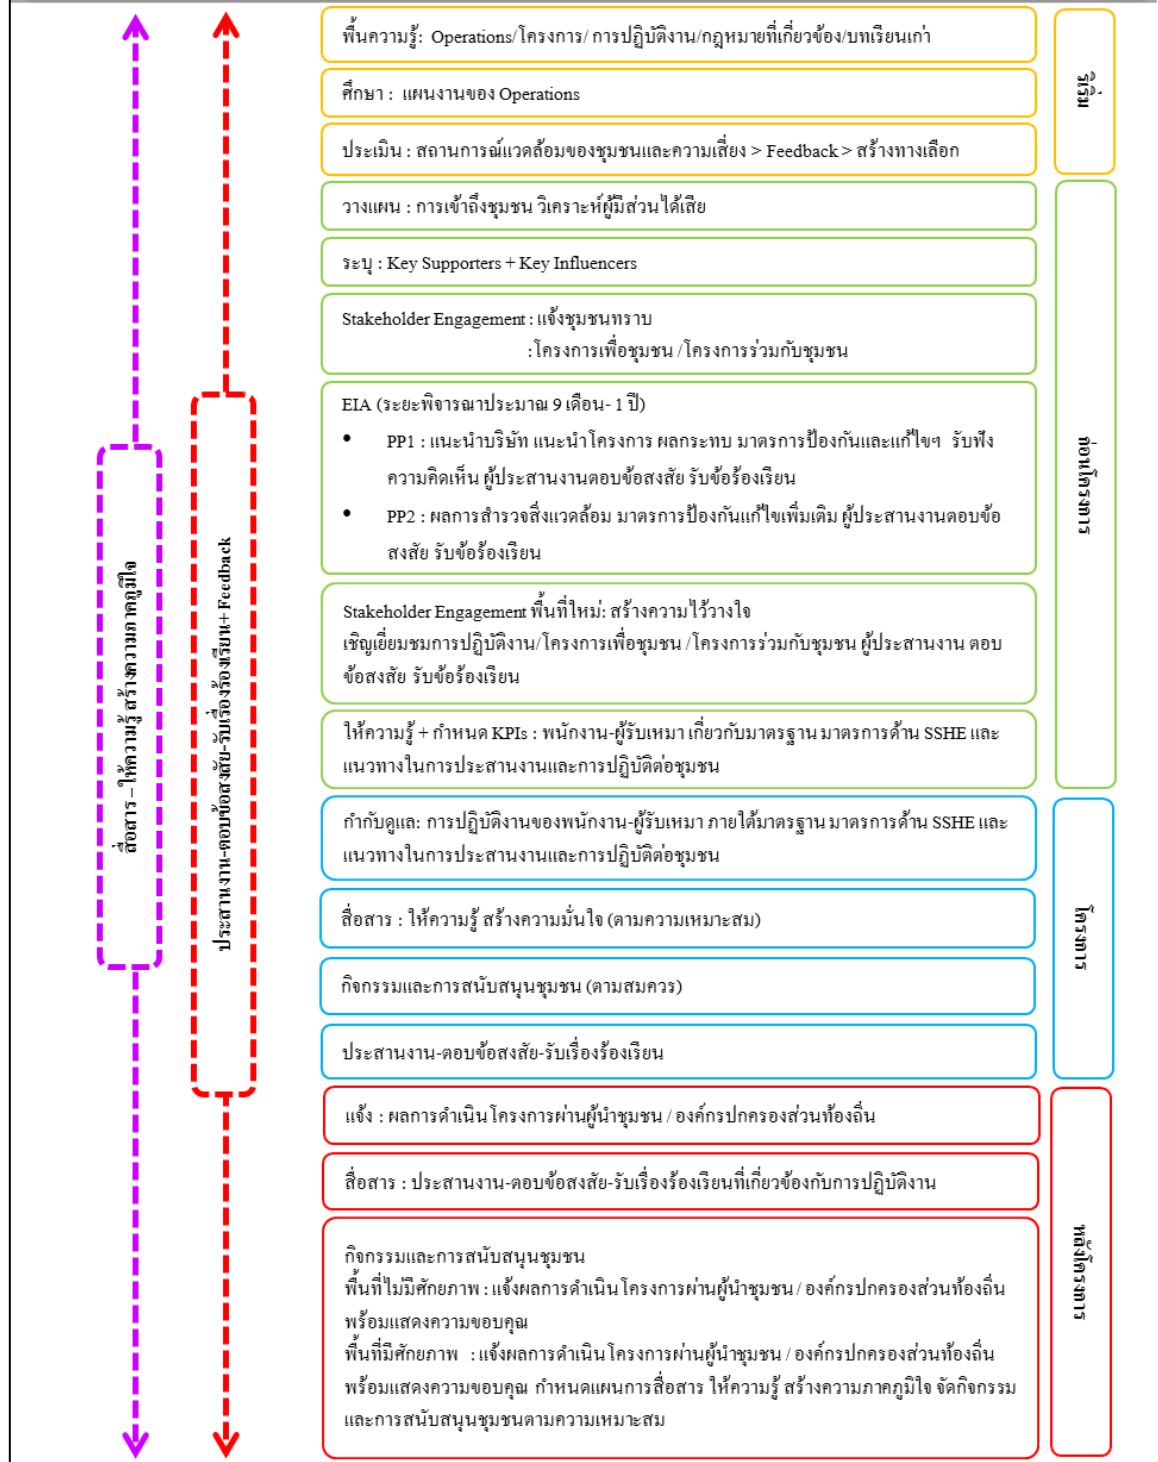 พื้นความรู้: Operations/โครงการ/ การปฏิบัติงาน/กฎหมายที่เกี่ยวข้อง/บทเรียนเก่า
ศึกษา : แผนงานของ Operations
ประเมิน : สถานการณ์แวดล้อมของชุมชนและความเสี่ยง > Feedback > สร้างทางเลือก
ริเริ่ม
วางแผน : การเข้าถึงชุมชน วิเคราะห์ผู้มีส่วนได้เสีย
ระบุ : Key Supporters + Key Influencers
Stakeholder Engagement : แจ้งชุมชนทราบ
:โครงการเพื่อชุมชน /โครงการร่วมกับชุมชน
EIA (ระยะพิจารณาประมาณ 9 เดือน- 1 ปี)
• PP1 : แนะนำบริษัท แนะนำโครงการ ผลกระทบ มาตรการป้องกันและแก้ไขฯ รับฟัง
ความคิดเห็น ผู้ประสานงานตอบข้อสงสัย รับข้อร้องเรียน
• PP2 : ผลการสำรวจสิ่งแวดล้อม มาตรการป้องกันแก้ไขเพิ่มเติม ผู้ประสานงานตอบข้อ
สงสัย รับข้อร้องเรียน
Stakeholder Engagement พื้นที่ใหม่: สร้างความไว้วางใจ
เชิญเยี่ยมชมการปฏิบัติงาน/โครงการเพื่อชุมชน /โครงการร่วมกับชุมชน ผู้ประสานงาน ตอบ
ข้อสงสัย รับข้อร้องเรียน
ให้ความรู้ + กำหนด KPIs : พนักงาน-ผู้รับเหมา เกี่ยวกับมาตรฐาน มาตรการด้าน SSHE และ
แนวทางในการประสานงานและการปฏิบัติต่อชุมชน
ก่อนโครงการ
กำกับดูแล: การปฏิบัติงานของพนักงาน-ผู้รับเหมา ภายใต้มาตรฐาน มาตรการด้าน SSHE และ
แนวทางในการประสานงานและการปฏิบัติต่อชุมชน
สื่อสาร : ให้ความรู้ สร้างความมั่นใจ (ตามความเหมาะสม)
กิจกรรมและการสนับสนุนชุมชน (ตามสมควร)
ประสานงาน-ตอบข้อสงสัย-รับเรื่องร้องเรียน
โครงการ
แจ้ง : ผลการดำเนินโครงการผ่านผู้นำชุมชน / องค์กรปกครองส่วนท้องถิ่น
สื่อสาร : ประสานงาน-ตอบข้อสงสัย-รับเรื่องร้องเรียนที่เกี่ยวข้องกับการปฏิบัติงาน
กิจกรรมและการสนับสนุนชุมชน
พื้นที่ไม่มีศักยภาพ : แจ้งผลการดำเนินโครงการผ่านผู้นำชุมชน / องค์กรปกครองส่วนท้องถิ่น
พร้อมแสดงความขอบคุณ
พื้นที่มีศักยภาพ : แจ้งผลการดำเนินโครงการผ่านผู้นำชุมชน / องค์กรปกครองส่วนท้องถิ่น
พร้อมแสดงความขอบคุณ กำหนดแผนการสื่อสาร ให้ความรู้ สร้างความภาคภูมิใจ จัดกิจกรรม
และการสนับสนุนชุมชนตามความเหมาะสม
หลังโครงการ
สื่อสาร – ให้ความรู้ สร้างความภาคภูมิใจ
ประสานงาน-ตอบข้อสงสัย-รับเรื่องร้องเรียน+ Feedback